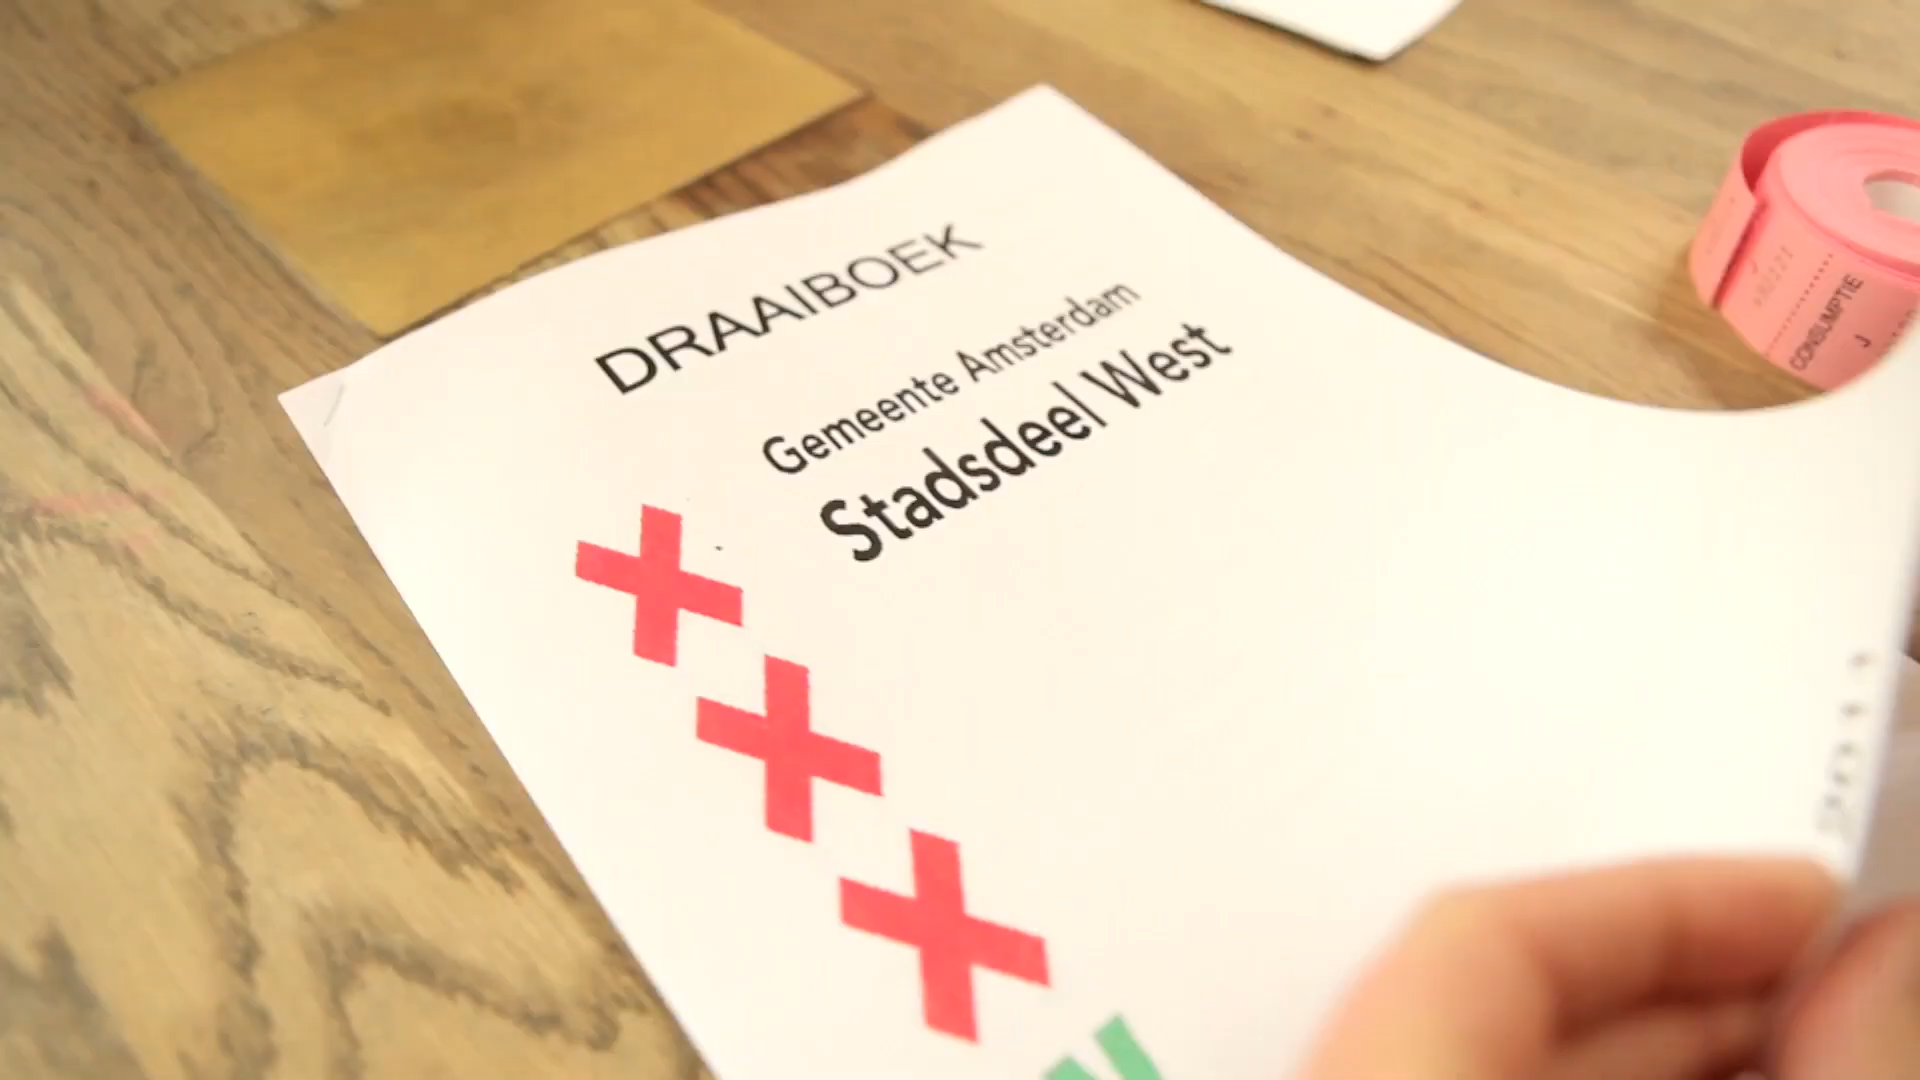 DRAAIBOEK
Gemeente Amsterdam
Stadsdeel West
CONSUMPTIE
J